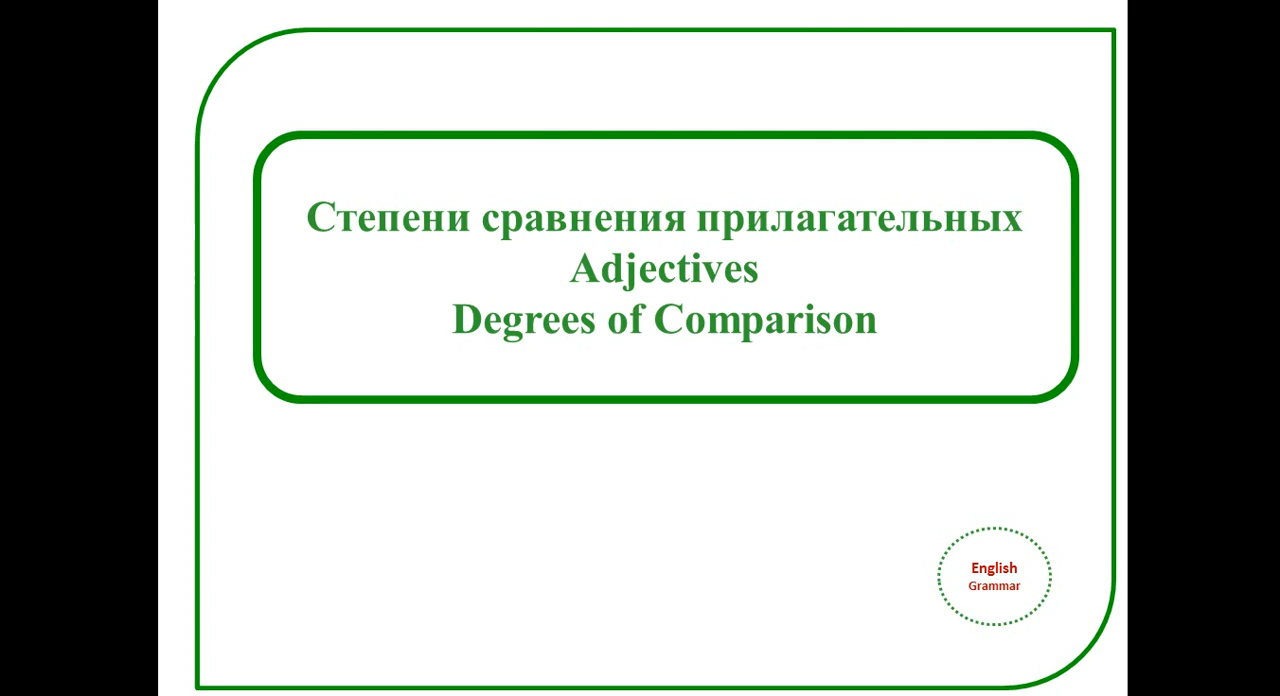 Степени сравнения прилагательных
Adjectives
Degrees of Comparison
English
Grammar